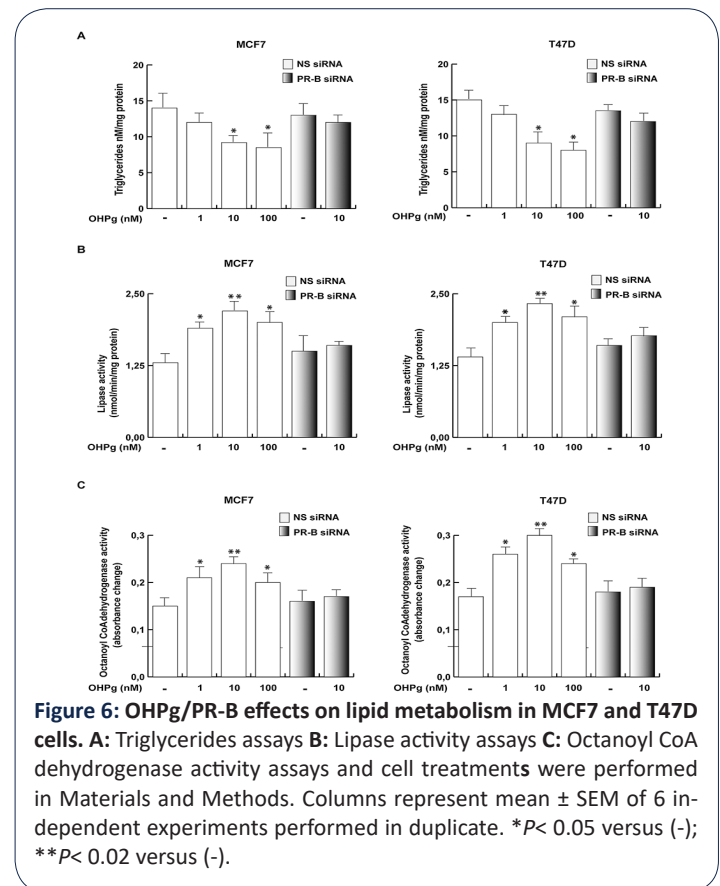 A
MCF7
T47D
NS siRNA
PR-B siRNA
NS siRNA
PR-B siRNA
Triglycerides nM/mg protein
20
15
10
5
0
Triglycerides nM/mg protein
20
15
10
5
0
* *
* *
OHPg (nM) - 1 10 100 - 10
OHPg (nM) - 1 10 100 - 10
B
MCF7
T47D
NS siRNA
PR-B siRNA
NS siRNA
PR-B siRNA
Lipase activity
(nmol/min/mg protein)
2,50
1,25
0,00
Lipase activity
(nmol/min/mg protein)
2,50
1,25
0,00
* ** *
* ** *
OHPg (nM) - 1 10 100 - 10
OHPg (nM) - 1 10 100 - 10
C
MCF7
T47D
NS siRNA
PR-B siRNA
NS siRNA
PR-B siRNA
Octanoyl CoAdehydrogenase activity
(absorbance change)
0,3
0,2
0,1
0,0
Octanoyl CoAdehydrogenase activity
(absorbance change)
0,3
0,2
0,1
0,0
* ** *
* ** *
OHPg (nM) - 1 10 100 - 10
OHPg (nM) - 1 10 100 - 10
Figure 6: OHPg/PR-B effects on lipid metabolism in MCF7 and T47D
cells. A: Triglycerides assays B: Lipase activity assays C: Octanoyl CoA
dehydrogenase activity assays and cell treatments were performed
in Materials and Methods. Columns represent mean ± SEM of 6 in-
dependent experiments performed in duplicate. *P< 0.05 versus (-);
**P< 0.02 versus (-).